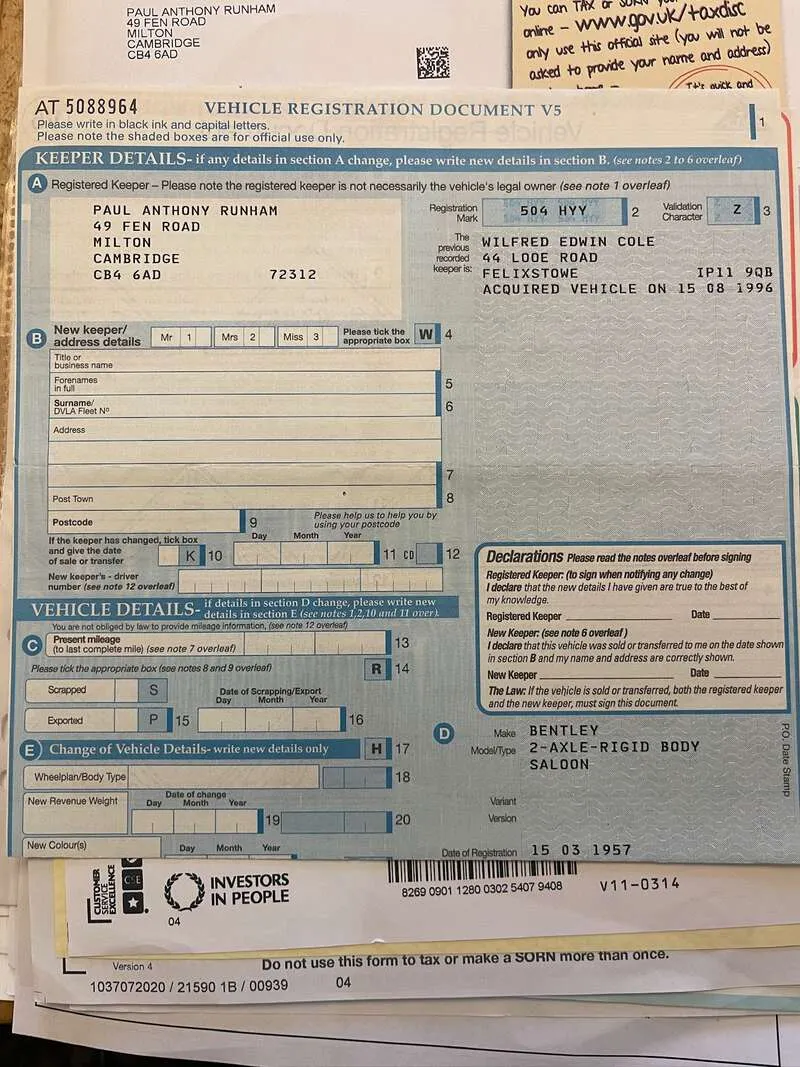 PAUL ANTHONY RUNHAM
49 FEN ROAD
MILTON
CAMBRIDGE
CB4 6AD
You can TAX or SORN your
online - www.gov.uk/taxdisc
only use this official site (you will not be
asked to provide your name and address)
It's quick and
AT 5088964
VEHICLE REGISTRATION DOCUMENT V5
1
Please write in black ink and capital letters.
Please note the shaded boxes are for official use only.
KEEPER DETAILS- if any details in section A change, please write new details in section B. (see notes 2 to 6 overleaf)
A Registered Keeper – Please note the registered keeper is not necessarily the vehicle's legal owner (see note 1 overleaf)
PAUL ANTHONY RUNHAM
49 FEN ROAD
MILTON
CAMBRIDGE
CB4 6AD 72312
Registration Mark 504 HYY 2
Validation Character Z 3
The previous recorded keeper is:
WILFRED EDWIN COLE
44 LOOE ROAD
FELIXSTOWE IP11 9QB
ACQUIRED VEHICLE ON 15 08 1996
B New keeper/ address details
Mr 1 Mrs 2 Miss 3 Please tick the appropriate box W 4
Title or business name
Forenames in full 5
Surname/ DVLA Fleet Nº 6
Address
7
Post Town 8
Postcode 9 Please help us to help you by using your postcode
If the keeper has changed, tick box and give the date of sale or transfer K 10 Day Month Year 11 CD 12
New keeper's - driver number (see note 12 overleaf)
VEHICLE DETAILS- if details in section D change, please write new details in section E (see notes 1,2,10 and 11 over).
You are not obliged by law to provide mileage information, (see note 12 overleaf)
C Present mileage (to last complete mile) (see note 7 overleaf) 13
Please tick the appropriate box (see notes 8 and 9 overleaf) R 14
Scrapped S
Date of Scrapping/Export
Day Month Year
Exported P 15 16
E Change of Vehicle Details- write new details only H 17
Wheelplan/Body Type 18
New Revenue Weight
Date of change
Day Month Year
19 20
New Colour(s) Day Month Year
Declarations Please read the notes overleaf before signing
Registered Keeper: (to sign when notifying any change)
I declare that the new details I have given are true to the best of
my knowledge.
Registered Keeper Date
New Keeper: (see note 6 overleaf)
I declare that this vehicle was sold or transferred to me on the date shown
in section B and my name and address are correctly shown.
New Keeper Date
The Law: If the vehicle is sold or transferred, both the registered keeper
and the new keeper, must sign this document.
D Make BENTLEY
Model/Type 2-AXLE-RIGID BODY
SALOON
Variant
Version
Date of Registration 15 03 1957
P.O. Date Stamp
CUSTOMER SERVICE EXCELLENCE
CSE
INVESTORS
IN PEOPLE
04
8269 0901 1280 0302 5407 9408
V11-0314
Version 4
Do not use this form to tax or make a SORN more than once.
1037072020 / 21590 1B / 00939 04